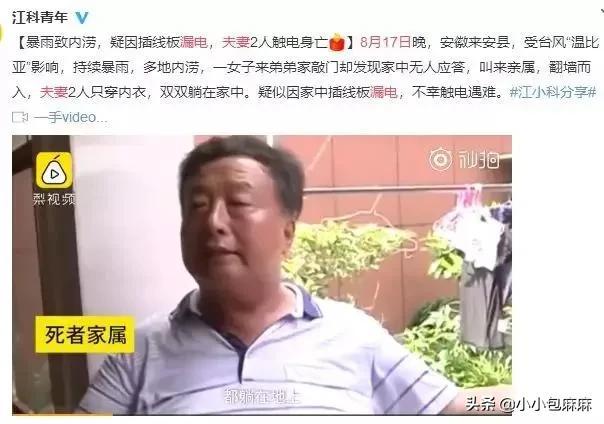 江科青年
【暴雨致内涝，疑因插线板漏电，夫妻2人触电身亡】8月17日晚，安徽来安县，受台风“温比
亚”影响，持续暴雨，多地内涝，一女子来弟弟家敲门却发现家中无人应答，叫来亲属，翻墙而
入，夫妻2人只穿内衣，双双躺在家中。疑似因家中插线板漏电，不幸触电遇难。#江小科分享#
一手video...
梨视频
秒拍
死者家属
都躺在地上
头条@小小包麻麻